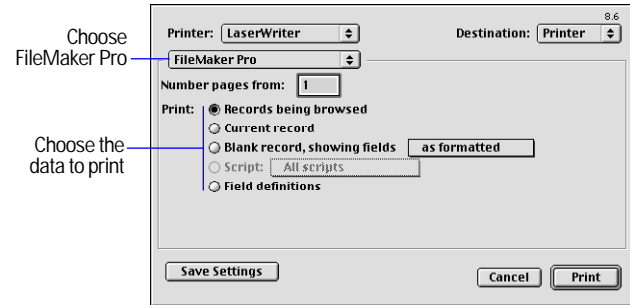 8.6
Printer: LaserWriter Destination: Printer
Choose
FileMaker Pro
FileMaker Pro
Number pages from: 1
Print: Records being browsed
Current record
Choose the
data to print
Blank record, showing fields as formatted
Script: All scripts
Field definitions
Save Settings Cancel Print